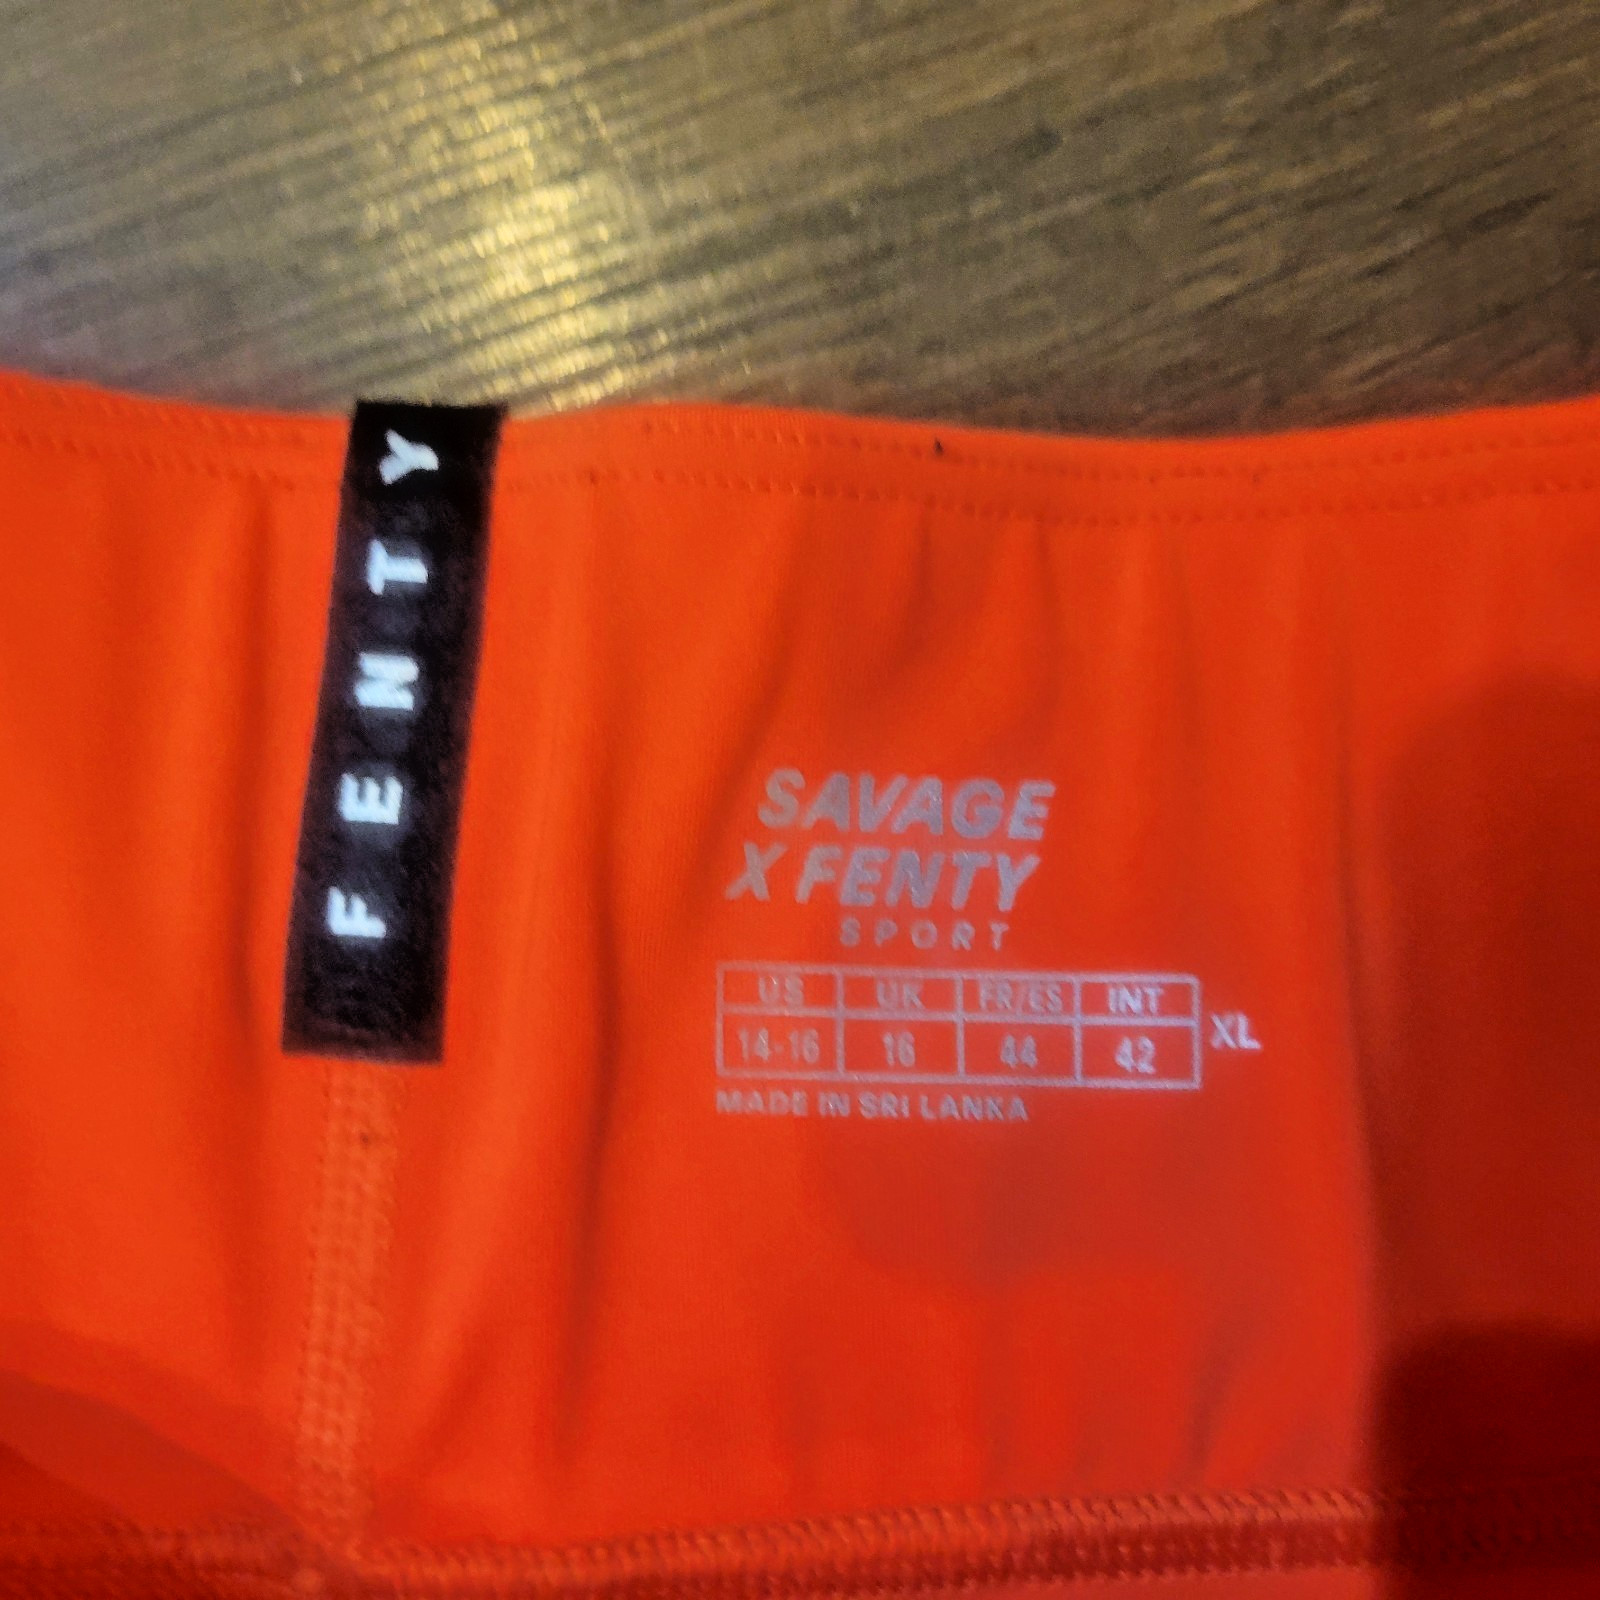 FENTY
SAVAGE
X FENTY
SPORT
US UK FR/ES INT
14-16 16 44 42 XL
MADE IN SRI LANKA